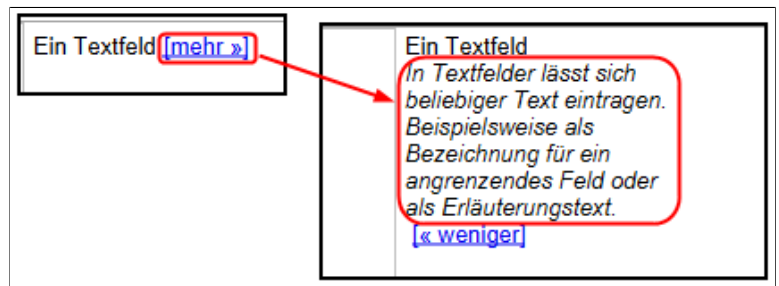 Ein Textfeld [mehr »]
Ein Textfeld
In Textfelder lässt sich
beliebiger Text eintragen.
Beispielsweise als
Bezeichnung für ein
angrenzendes Feld oder
als Erläuterungstext.
[« weniger]